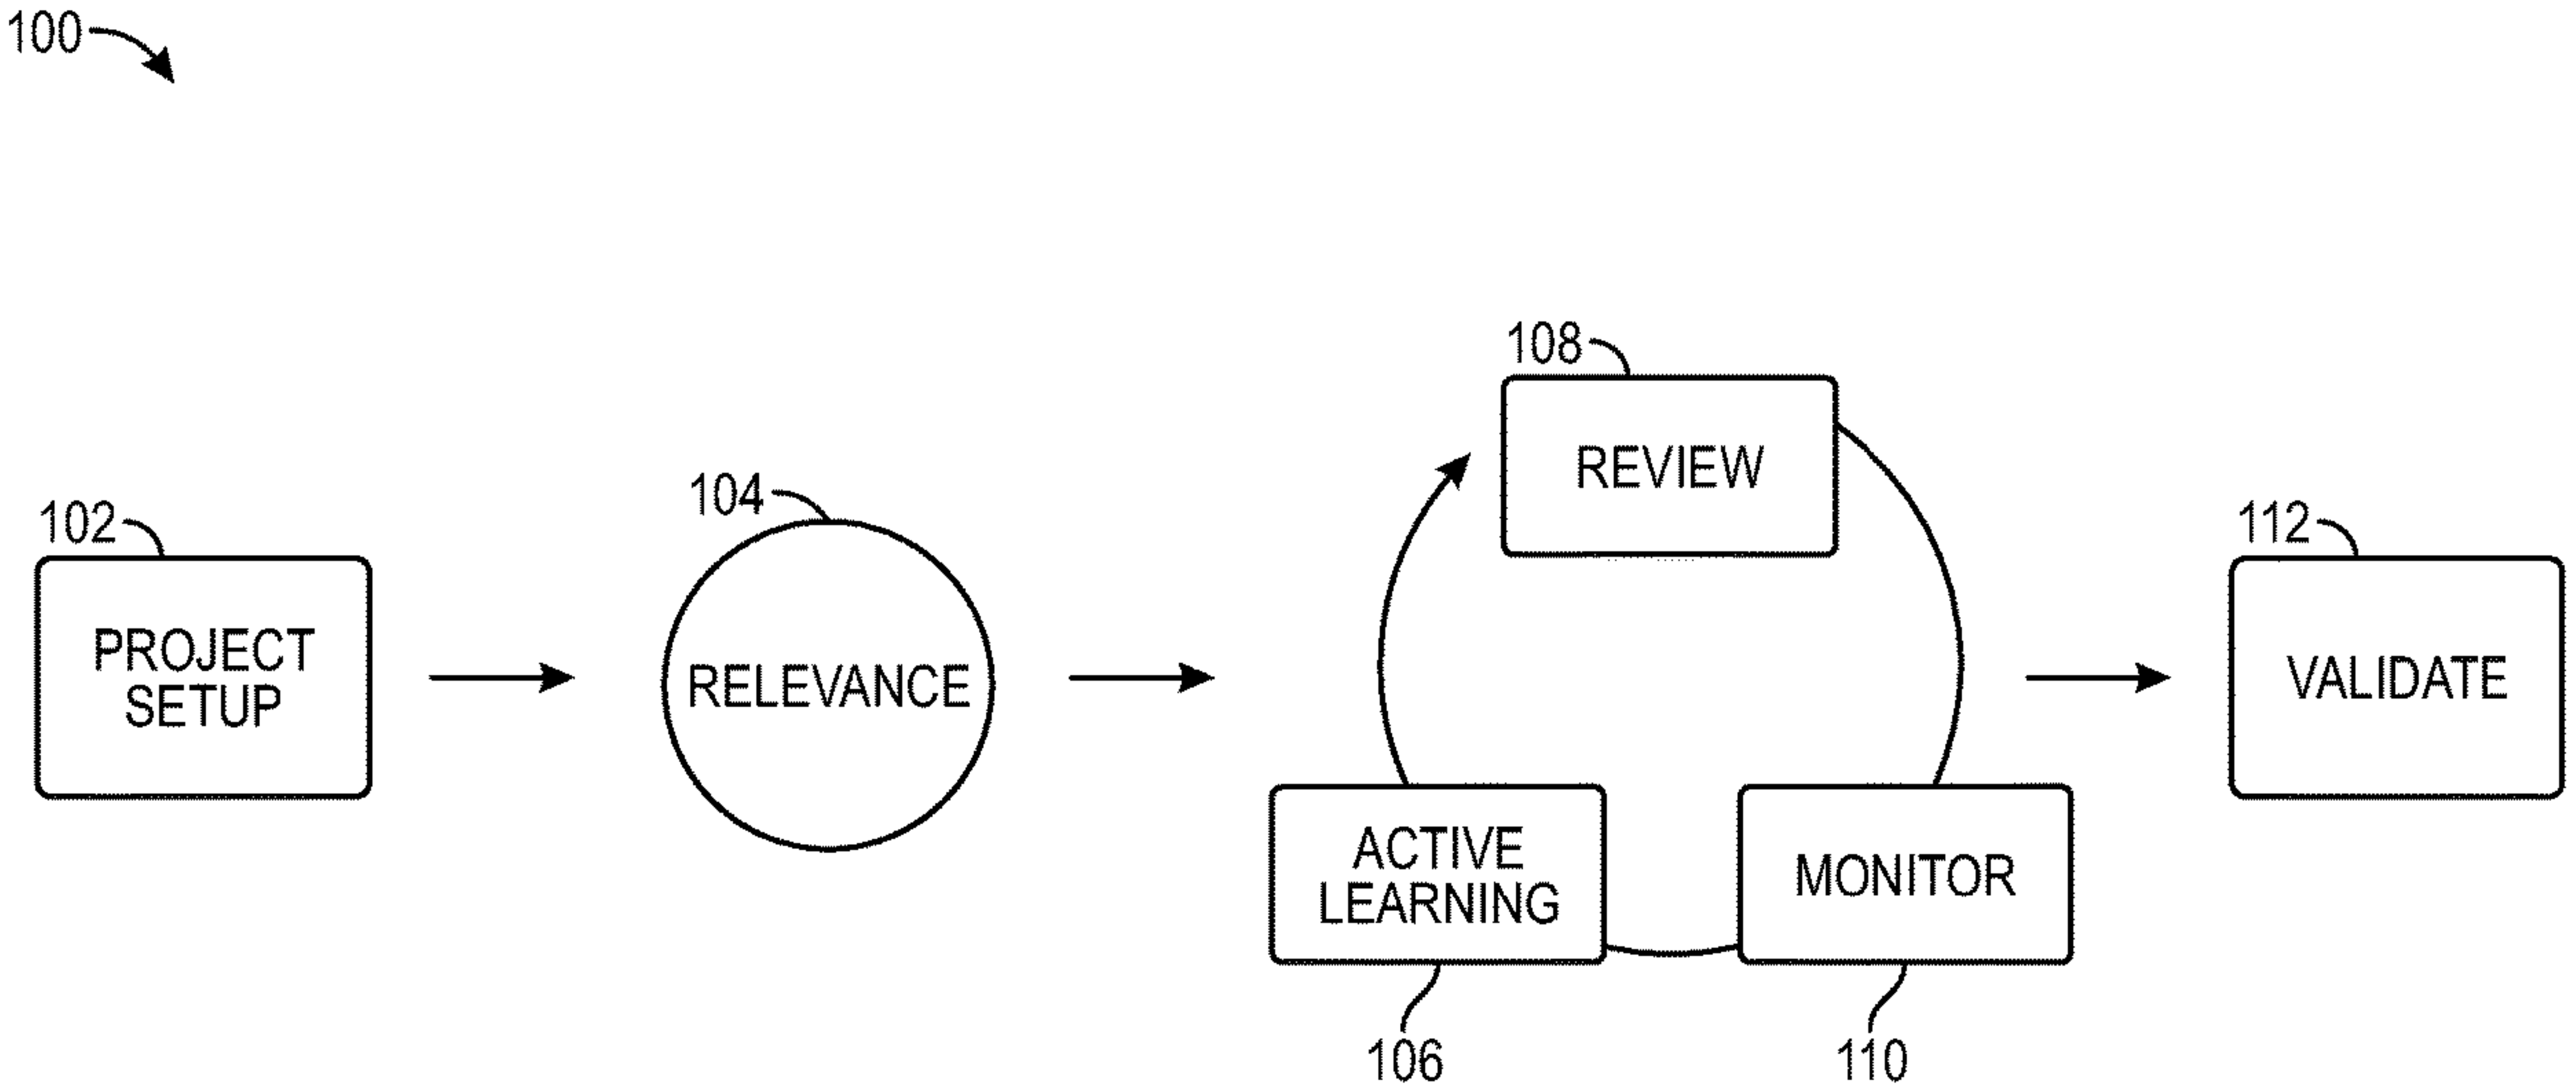 100
102
PROJECT
SETUP
104
RELEVANCE
108
REVIEW
ACTIVE
LEARNING
106
MONITOR
110
112
VALIDATE